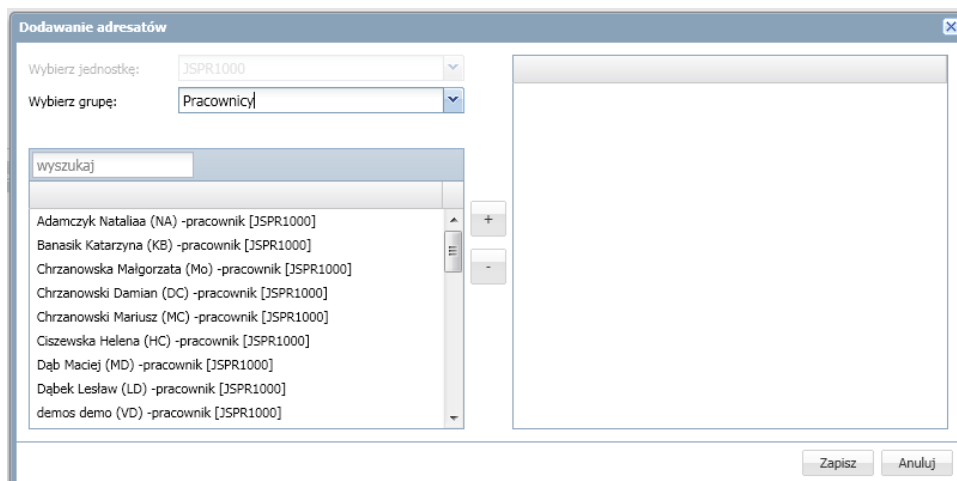 Dodawanie adresatów
Wybierz jednostkę: JSPR1000
Wybierz grupę: Pracownicy
wyszukaj
Adamczyk Nataliaa (NA) -pracownik [JSPR1000]
Banasik Katarzyna (KB) -pracownik [JSPR1000]
Chrzanowska Małgorzata (Mo) -pracownik [JSPR1000]
Chrzanowski Damian (DC) -pracownik [JSPR1000]
Chrzanowski Mariusz (MC) -pracownik [JSPR1000]
Ciszewska Helena (HC) -pracownik [JSPR1000]
Dąb Maciej (MD) -pracownik [JSPR1000]
Dąbek Lesław (LD) -pracownik [JSPR1000]
demos demo (VD) -pracownik [JSPR1000]
+
-
Zapisz Anuluj